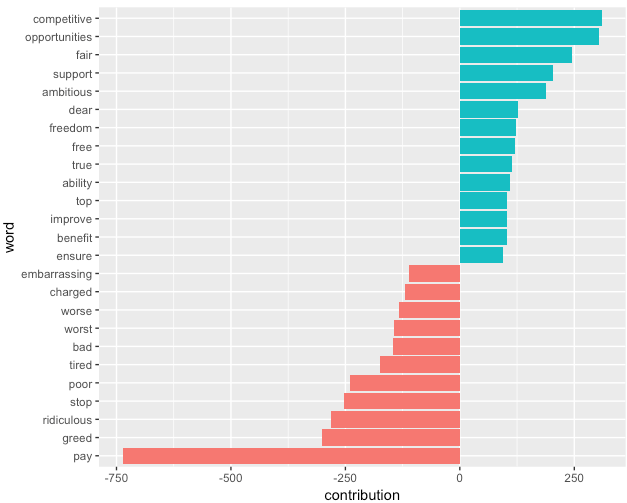 competitive
opportunities
fair
support
ambitious
dear
freedom
free
true
ability
top
improve
benefit
ensure
embarrassing
charged
worse
worst
bad
tired
poor
stop
ridiculous
greed
pay
word
-750 -500 -250 0 250
contribution